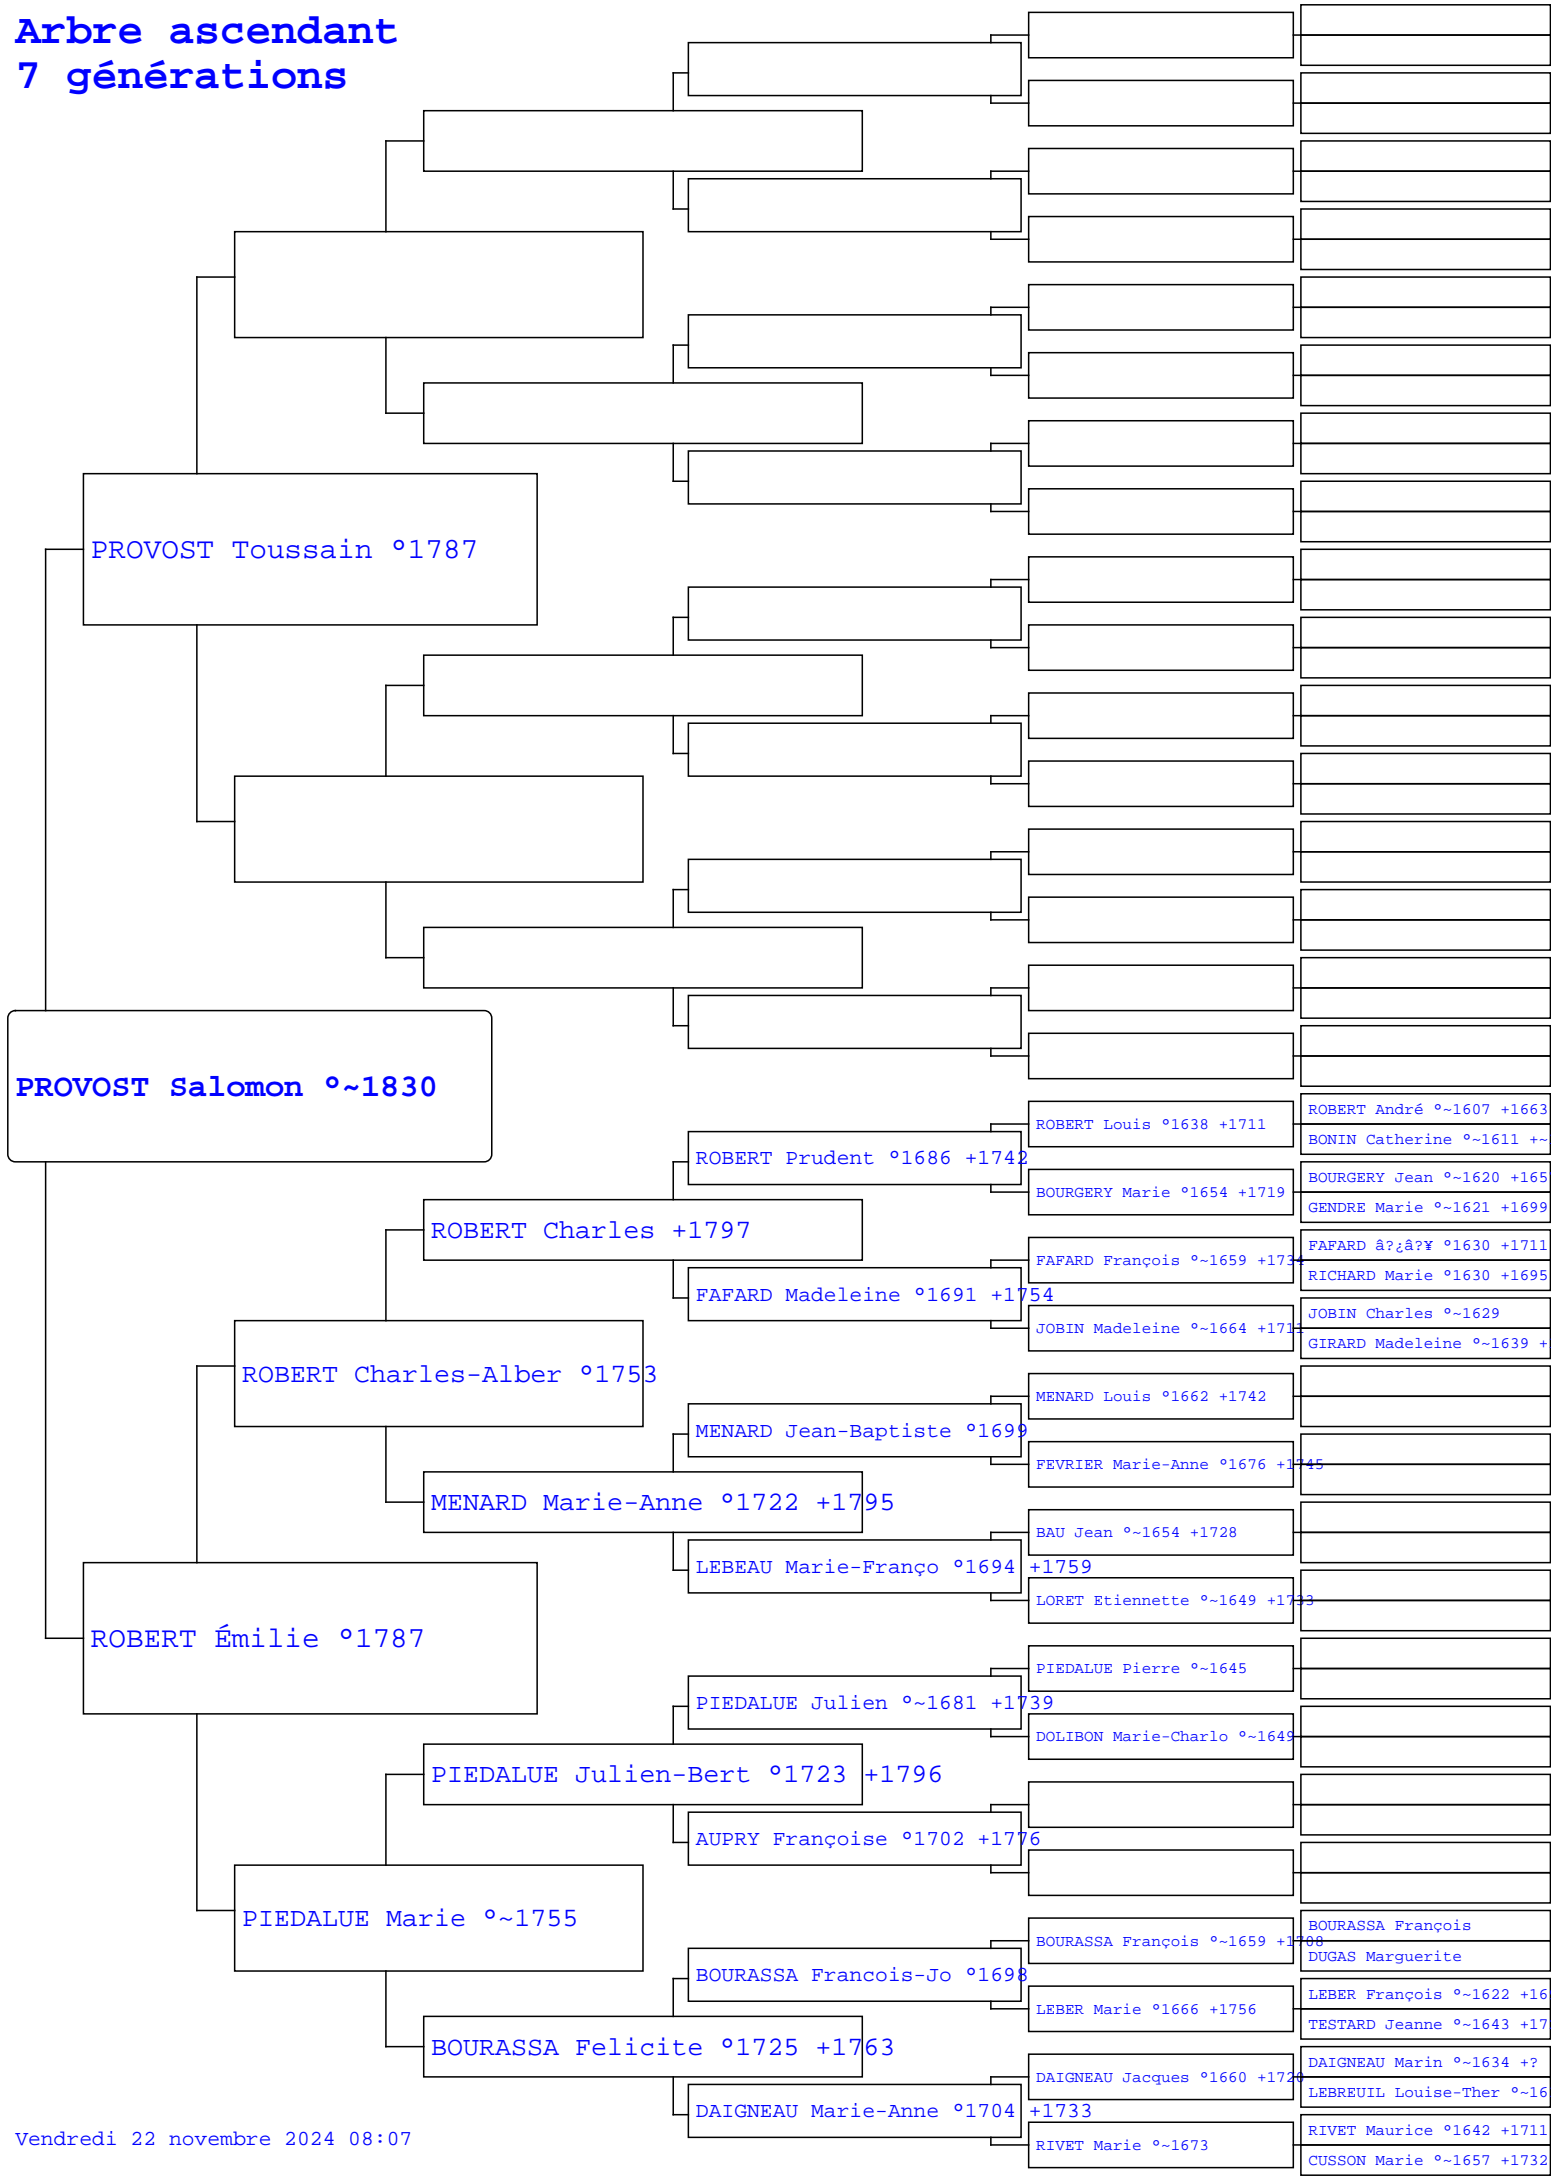 Arbre ascendant
7 générations
PROVOST Toussain °1787
PROVOST Salomon °~1830
ROBERT André °~1607 +1663
ROBERT Louis °1638 +1711
BONIN Catherine °~1611 +~
ROBERT Prudent °1686 +1742
BOURGERY Jean °~1620 +165
BOURGERY Marie °1654 +1719
GENDRE Marie °~1621 +1699
ROBERT Charles +1797
FAFARD â?¿â?¥ °1630 +1711
FAFARD François °~1659 +1734
RICHARD Marie °1630 +1695
FAFARD Madeleine °1691 +1754
JOBIN Charles °~1629
JOBIN Madeleine °~1664 +1711
GIRARD Madeleine °~1639 +
ROBERT Charles-Alber °1753
MENARD Louis °1662 +1742
MENARD Jean-Baptiste °1699
FEVRIER Marie-Anne °1676 +1745
MENARD Marie-Anne °1722 +1795
BAU Jean °~1654 +1728
LEBEAU Marie-Franço °1694 +1759
LORET Etiennette °~1649 +1733
ROBERT Émilie °1787
PIEDALUE Pierre °~1645
PIEDALUE Julien °~1681 +1739
DOLIBON Marie-Charlo °~1649
PIEDALUE Julien-Bert °1723 +1796
AUPRY Françoise °1702 +1776
PIEDALUE Marie °~1755
BOURASSA François
BOURASSA François °~1659 +1708
DUGAS Marguerite
BOURASSA Francois-Jo °1698
LEBER François °~1622 +16
LEBER Marie °1666 +1756
TESTARD Jeanne °~1643 +17
BOURASSA Felicite °1725 +1763
DAIGNEAU Marin °~1634 +?
DAIGNEAU Jacques °1660 +1720
LEBREUIL Louise-Ther °~16
DAIGNEAU Marie-Anne °1704 +1733
RIVET Maurice °1642 +1711
RIVET Marie °~1673
CUSSON Marie °~1657 +1732
Vendredi 22 novembre 2024 08:07